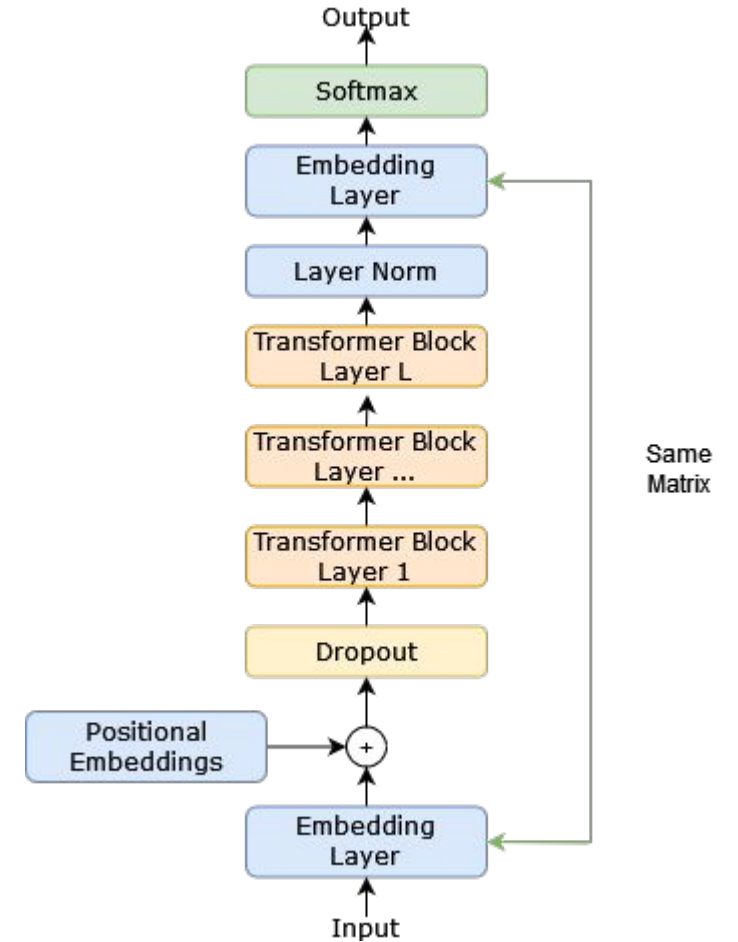 Output
Softmax
Embedding
Layer
Layer Norm
Transformer Block
Layer L
Transformer Block
Layer ...
Same
Matrix
Transformer Block
Layer 1
Dropout
Positional
Embeddings
+
Embedding
Layer
Input